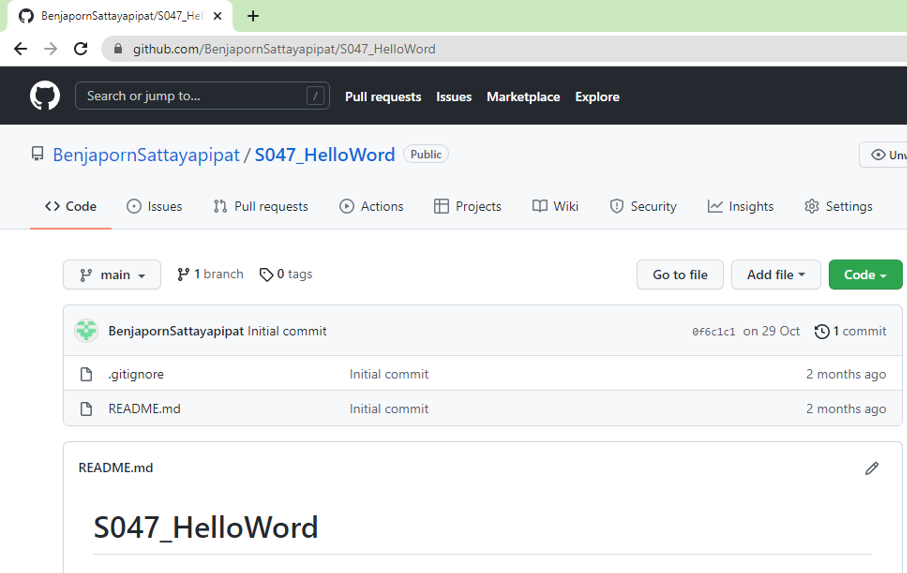 BenjapornSattayapipat/S047_Hel
github.com/BenjapornSattayapipat/S047_HelloWord
Search or jump to... / Pull requests Issues Marketplace Explore
BenjapornSattayapipat / S047_HelloWord Public
<> Code Issues Pull requests Actions Projects Wiki Security Insights Settings
main 1 branch 0 tags Go to file Add file Code
BenjapornSattayapipat Initial commit 0f6c1c1 on 29 Oct 1 commit
.gitignore Initial commit 2 months ago
README.md Initial commit 2 months ago
README.md
S047_HelloWord